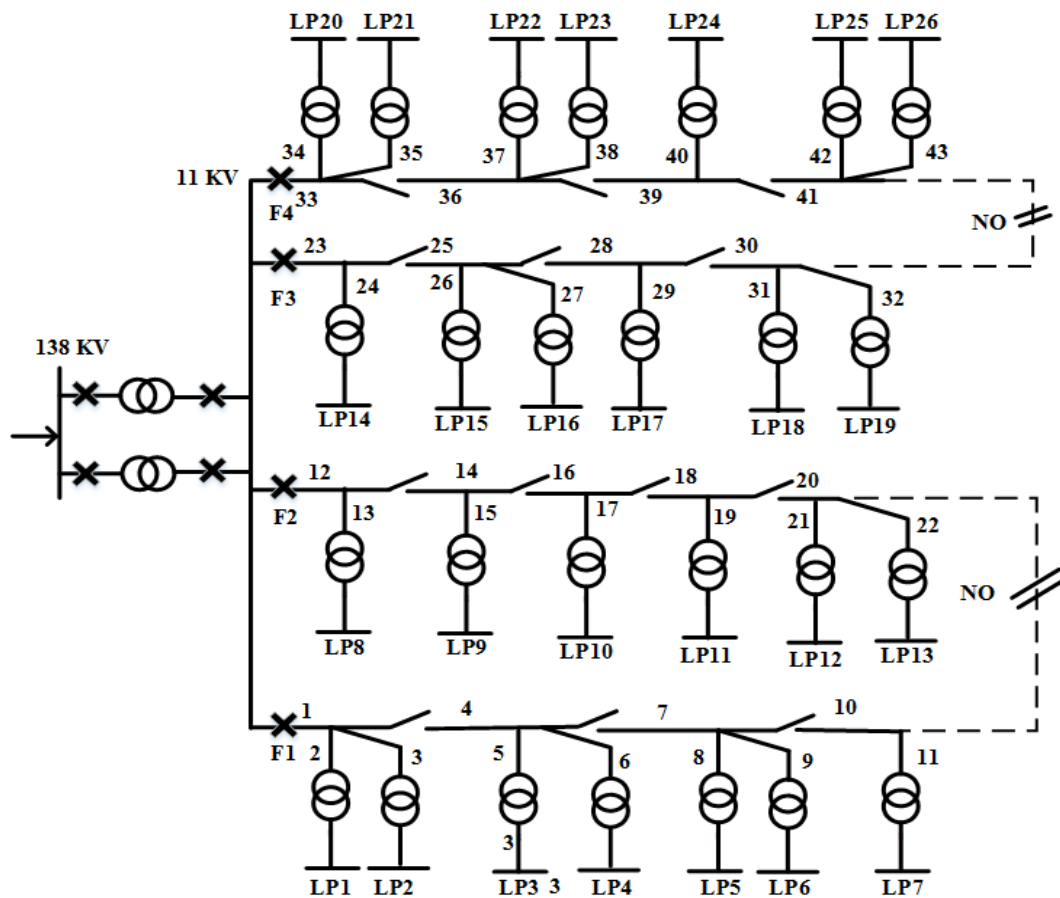 LP20 LP21 LP22 LP23 LP24 LP25 LP26
34 35 37 38 40 42 43
11 KV
33 36 39 41
F4
NO
23 25 28 30
F3 24 26 27 29 31 32
138 KV
LP14 LP15 LP16 LP17 LP18 LP19
12 14 16 18 20
F2 13 15 17 19 21 22
NO
LP8 LP9 LP10 LP11 LP12 LP13
1 4 7 10
F1 2 3 5 6 8 9 11
3
LP1 LP2 LP3 3 LP4 LP5 LP6 LP7